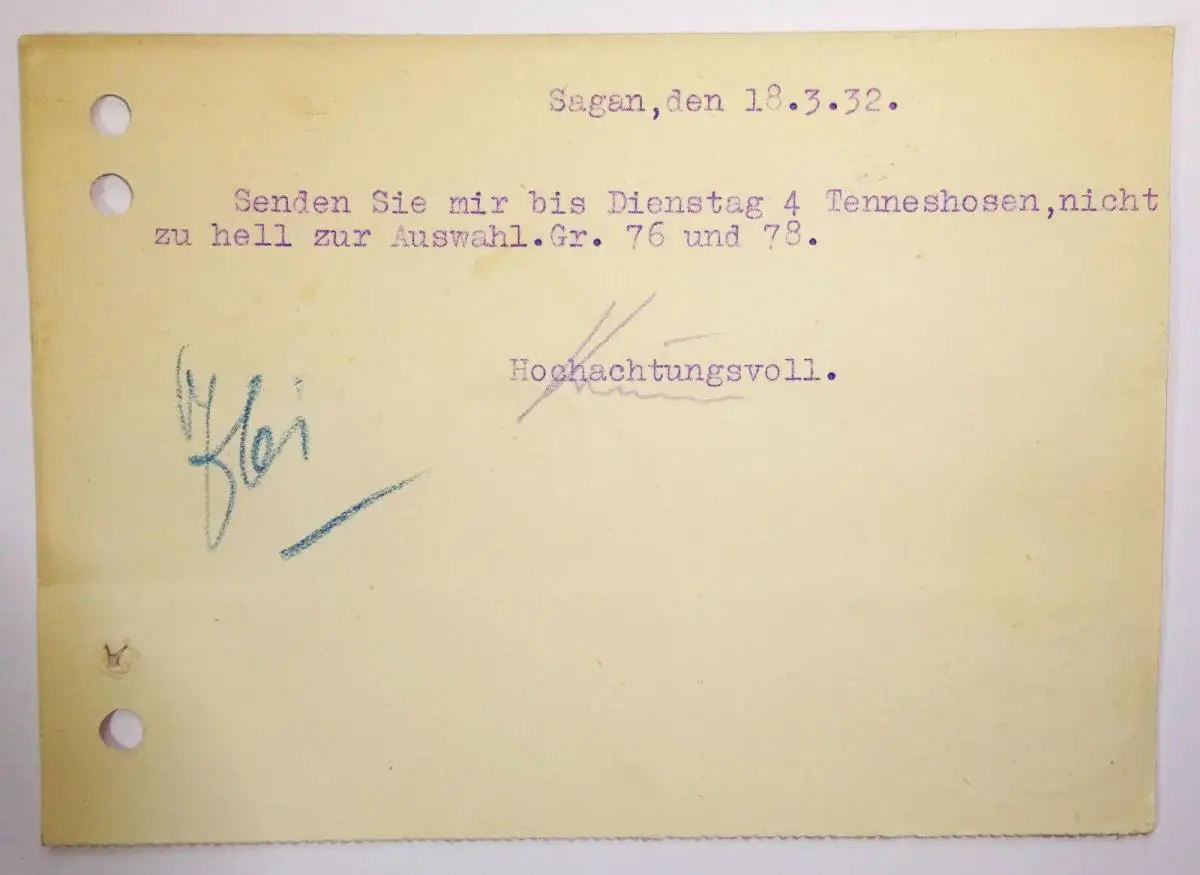 Sagan,den 18.3.32.
Senden Sie mir bis Dienstag 4 Tenneshosen,nicht
zu hell zur Auswahl.Gr. 76 und 78.
Hochachtungsvoll.